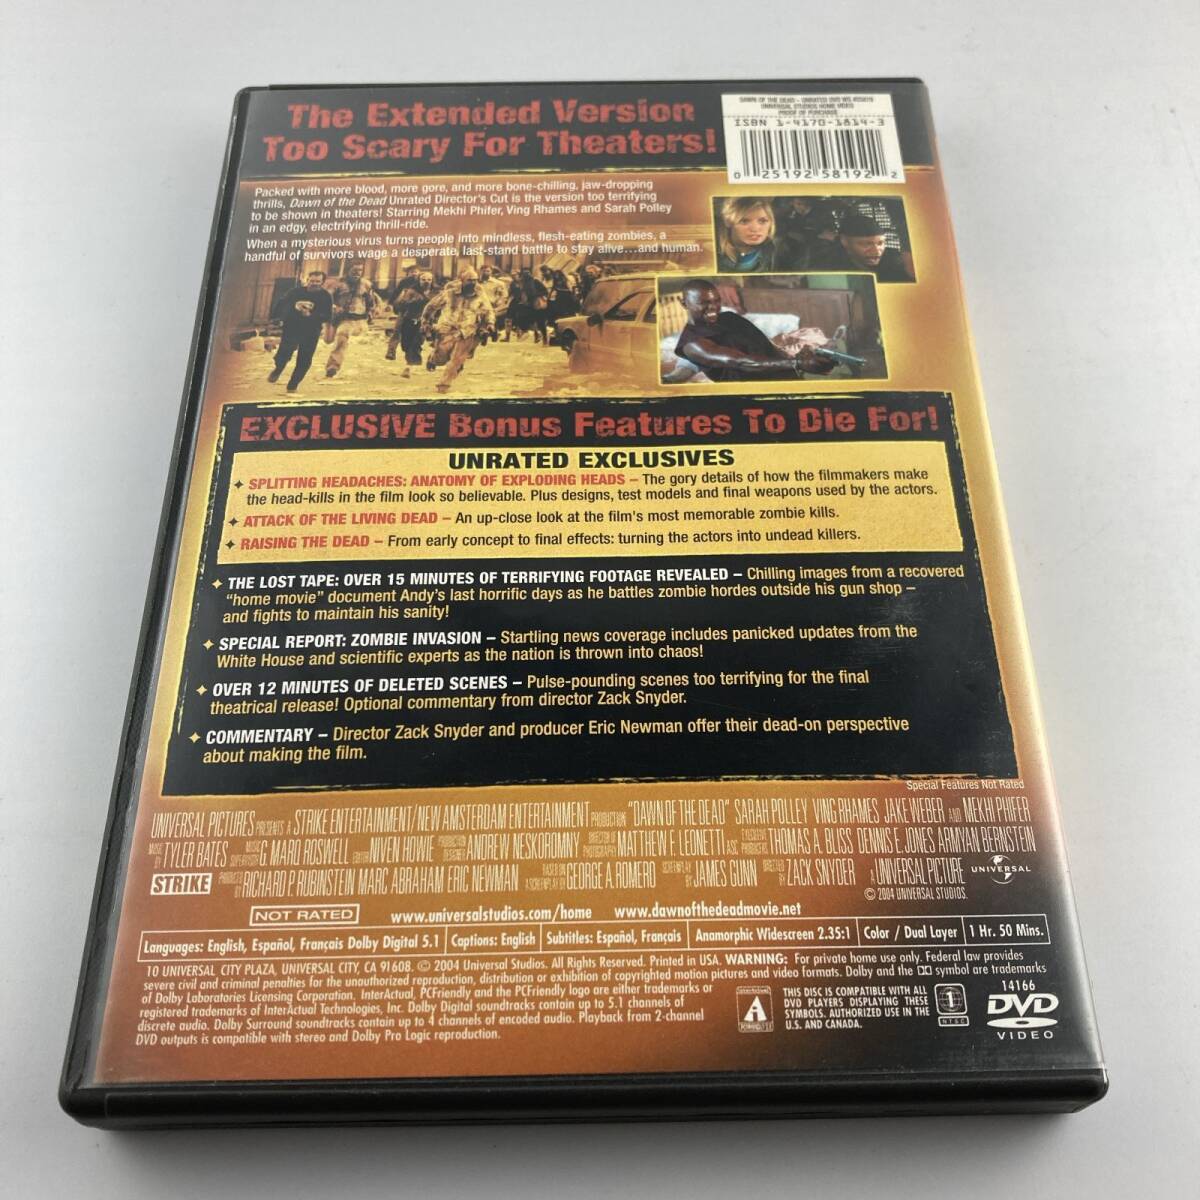 The Extended Version
Too Scary For Theaters!
DAWN OF THE DEAD – UNRATED DVD WS #25819
UNIVERSAL STUDIOS HOME VIDEO
PROOF OF PURCHASE
ISBN 1-4170-1814-3
0 25192 58192 2
Packed with more blood, more gore, and more bone-chilling, jaw-dropping
thrills, Dawn of the Dead Unrated Director's Cut is the version too terrifying
to be shown in theaters! Starring Mekhi Phifer, Ving Rhames and Sarah Polley
in an edgy, electrifying thrill-ride.
When a mysterious virus turns people into mindless, flesh-eating zombies, a
handful of survivors wage a desperate, last-stand battle to stay alive...and human.
EXCLUSIVE Bonus Features To Die For!
UNRATED EXCLUSIVES
✦ SPLITTING HEADACHES: ANATOMY OF EXPLODING HEADS – The gory details of how the filmmakers make
the head-kills in the film look so believable. Plus designs, test models and final weapons used by the actors.
✦ ATTACK OF THE LIVING DEAD – An up-close look at the film's most memorable zombie kills.
✦ RAISING THE DEAD – From early concept to final effects: turning the actors into undead killers.
✦ THE LOST TAPE: OVER 15 MINUTES OF TERRIFYING FOOTAGE REVEALED – Chilling images from a recovered
"home movie" document Andy's last horrific days as he battles zombie hordes outside his gun shop –
and fights to maintain his sanity!
✦ SPECIAL REPORT: ZOMBIE INVASION – Startling news coverage includes panicked updates from the
White House and scientific experts as the nation is thrown into chaos!
✦ OVER 12 MINUTES OF DELETED SCENES – Pulse-pounding scenes too terrifying for the final
theatrical release! Optional commentary from director Zack Snyder.
✦ COMMENTARY – Director Zack Snyder and producer Eric Newman offer their dead-on perspective
about making the film.
Special Features Not Rated
UNIVERSAL PICTURES PRESENTS A STRIKE ENTERTAINMENT/NEW AMSTERDAM ENTERTAINMENT PRODUCTION "DAWN OF THE DEAD" SARAH POLLEY VING RHAMES JAKE WEBER AND MEKHI PHIFER
MUSIC BY TYLER BATES MUSIC SUPERVISOR G. MARQ ROSWELL EDITOR NIVEN HOWIE PRODUCTION DESIGNER ANDREW NESKOROMNY DIRECTOR OF PHOTOGRAPHY MATTHEW F. LEONETTI ASC EXECUTIVE PRODUCERS THOMAS A. BLISS DENNIS E. JONES ARMYAN BERNSTEIN
STRIKE PRODUCED BY RICHARD P. RUBINSTEIN MARC ABRAHAM ERIC NEWMAN BASED ON A SCREENPLAY BY GEORGE A. ROMERO SCREENPLAY BY JAMES GUNN DIRECTED BY ZACK SNYDER A UNIVERSAL PICTURE UNIVERSAL
© 2004 UNIVERSAL STUDIOS.
NOT RATED www.universalstudios.com/home www.dawnofthedeadmovie.net
Languages: English, Español, Français Dolby Digital 5.1 Captions: English Subtitles: Español, Français Anamorphic Widescreen 2.35:1 Color / Dual Layer 1 Hr. 50 Mins.
10 UNIVERSAL CITY PLAZA, UNIVERSAL CITY, CA 91608. © 2004 Universal Studios. All Rights Reserved. Printed in USA. WARNING: For private home use only. Federal law provides
severe civil and criminal penalties for the unauthorized reproduction, distribution or exhibition of copyrighted motion pictures and video formats. Dolby and the DD symbol are trademarks
of Dolby Laboratories Licensing Corporation. InterActual, PCFriendly and the PCFriendly logo are either trademarks or
registered trademarks of InterActual Technologies, Inc. Dolby Digital soundtracks contain up to 5.1 channels of
discrete audio. Dolby Surround soundtracks contain up to 4 channels of encoded audio. Playback from 2-channel
DVD outputs is compatible with stereo and Dolby Pro Logic reproduction.
THIS DISC IS COMPATIBLE WITH ALL
DVD PLAYERS DISPLAYING THESE
SYMBOLS. AUTHORIZED USE IN THE
U.S. AND CANADA.
1
NTSC
14166
DVD
VIDEO